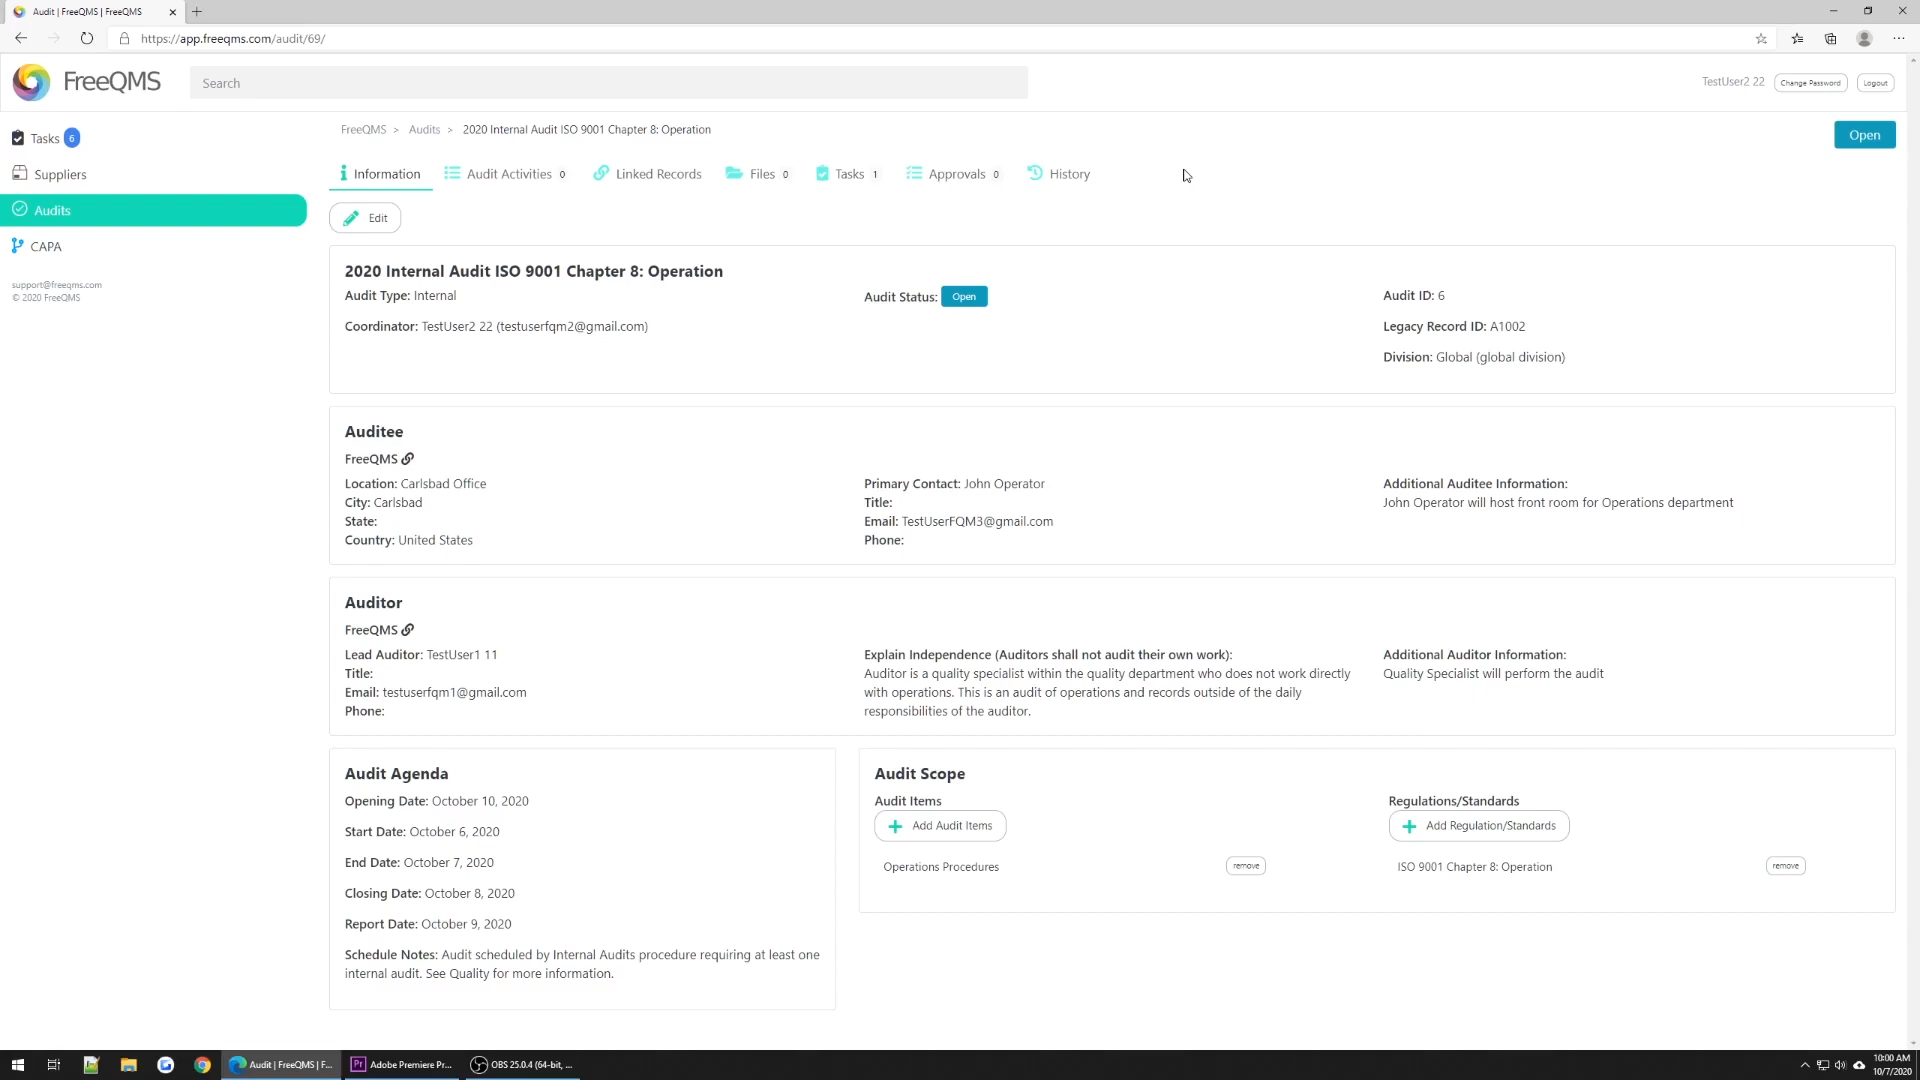 Audit | FreeQMS | FreeQMS
https://app.freeqms.com/audit/69/
FreeQMS
Search
TestUser2 22
Change Password
Logout
Tasks 6
Suppliers
Audits
CAPA
support@freeqms.com
© 2020 FreeQMS
FreeQMS > Audits > 2020 Internal Audit ISO 9001 Chapter 8: Operation
Open
Information
Audit Activities 0
Linked Records
Files 0
Tasks 1
Approvals 0
History
Edit
2020 Internal Audit ISO 9001 Chapter 8: Operation
Audit Type: Internal
Coordinator: TestUser2 22 (testuserfqm2@gmail.com)
Audit Status: Open
Audit ID: 6
Legacy Record ID: A1002
Division: Global (global division)
Auditee
FreeQMS
Location: Carlsbad Office
City: Carlsbad
State:
Country: United States
Primary Contact: John Operator
Title:
Email: TestUserFQM3@gmail.com
Phone:
Additional Auditee Information:
John Operator will host front room for Operations department
Auditor
FreeQMS
Lead Auditor: TestUser1 11
Title:
Email: testuserfqm1@gmail.com
Phone:
Explain Independence (Auditors shall not audit their own work):
Auditor is a quality specialist within the quality department who does not work directly
with operations. This is an audit of operations and records outside of the daily
responsibilities of the auditor.
Additional Auditor Information:
Quality Specialist will perform the audit
Audit Agenda
Opening Date: October 10, 2020
Start Date: October 6, 2020
End Date: October 7, 2020
Closing Date: October 8, 2020
Report Date: October 9, 2020
Schedule Notes: Audit scheduled by Internal Audits procedure requiring at least one
internal audit. See Quality for more information.
Audit Scope
Audit Items
Add Audit Items
Operations Procedures
remove
Regulations/Standards
Add Regulation/Standards
ISO 9001 Chapter 8: Operation
remove
Audit | FreeQMS | F...
Pr
Adobe Premiere Pr...
OBS 25.0.4 (64-bit, ...
10:00 AM
10/7/2020